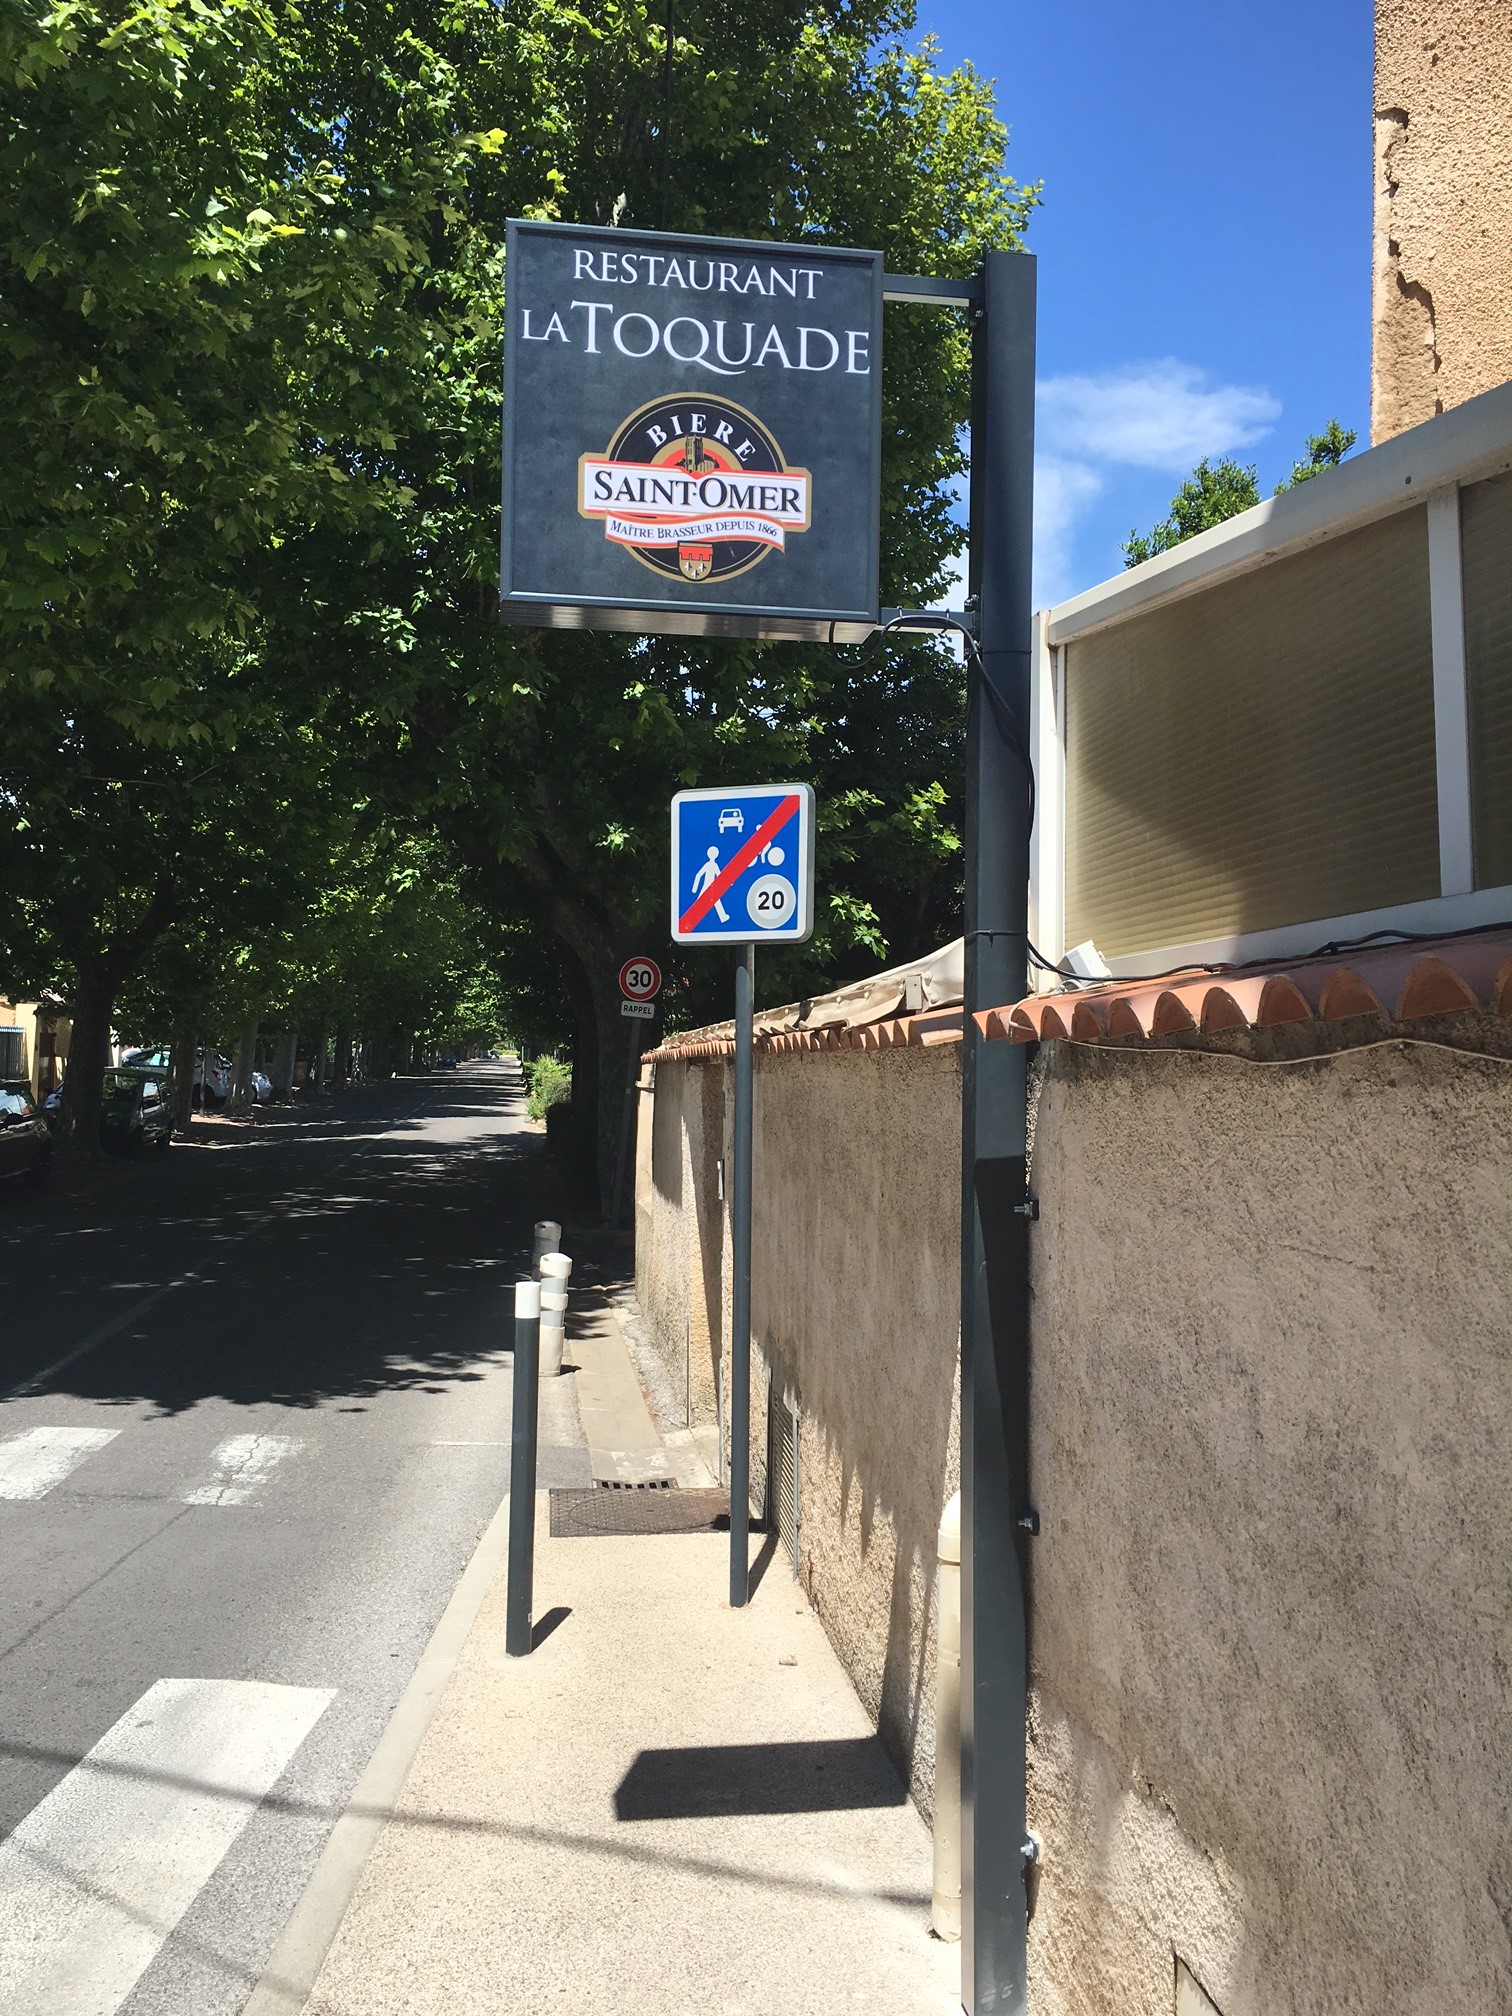 RESTAURANT
LA TOQUADE
BIERE
SAINT-OMER
MAÎTRE BRASSEUR DEPUIS 1866
20
30
RAPPEL